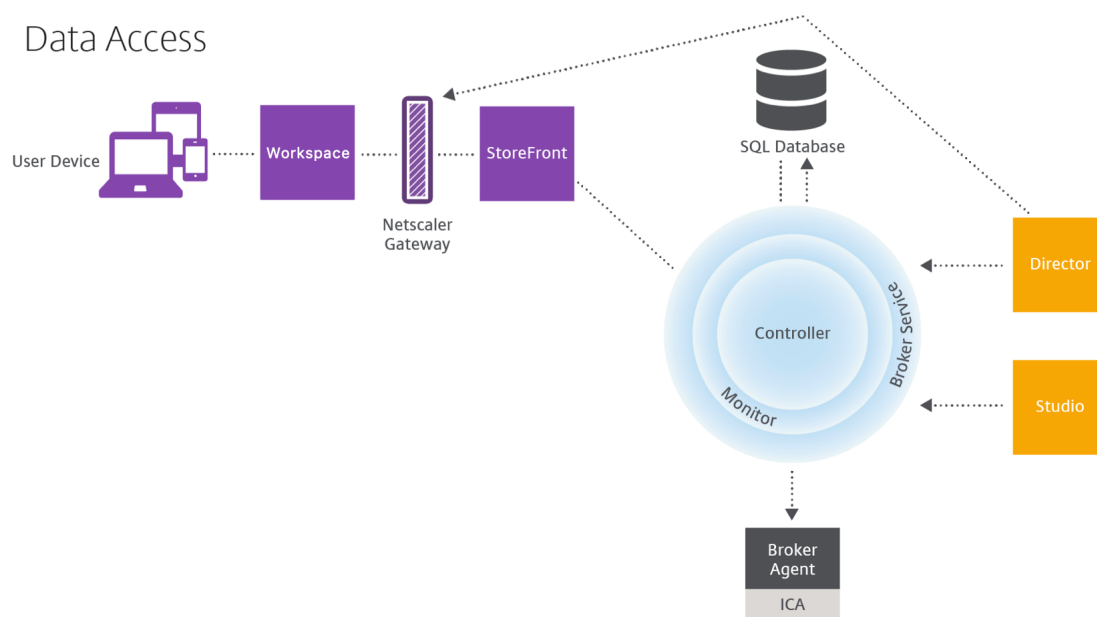 Data Access
User Device
Workspace
Netscaler
Gateway
StoreFront
SQL Database
Controller
Monitor
Broker Service
Director
Studio
Broker
Agent
ICA